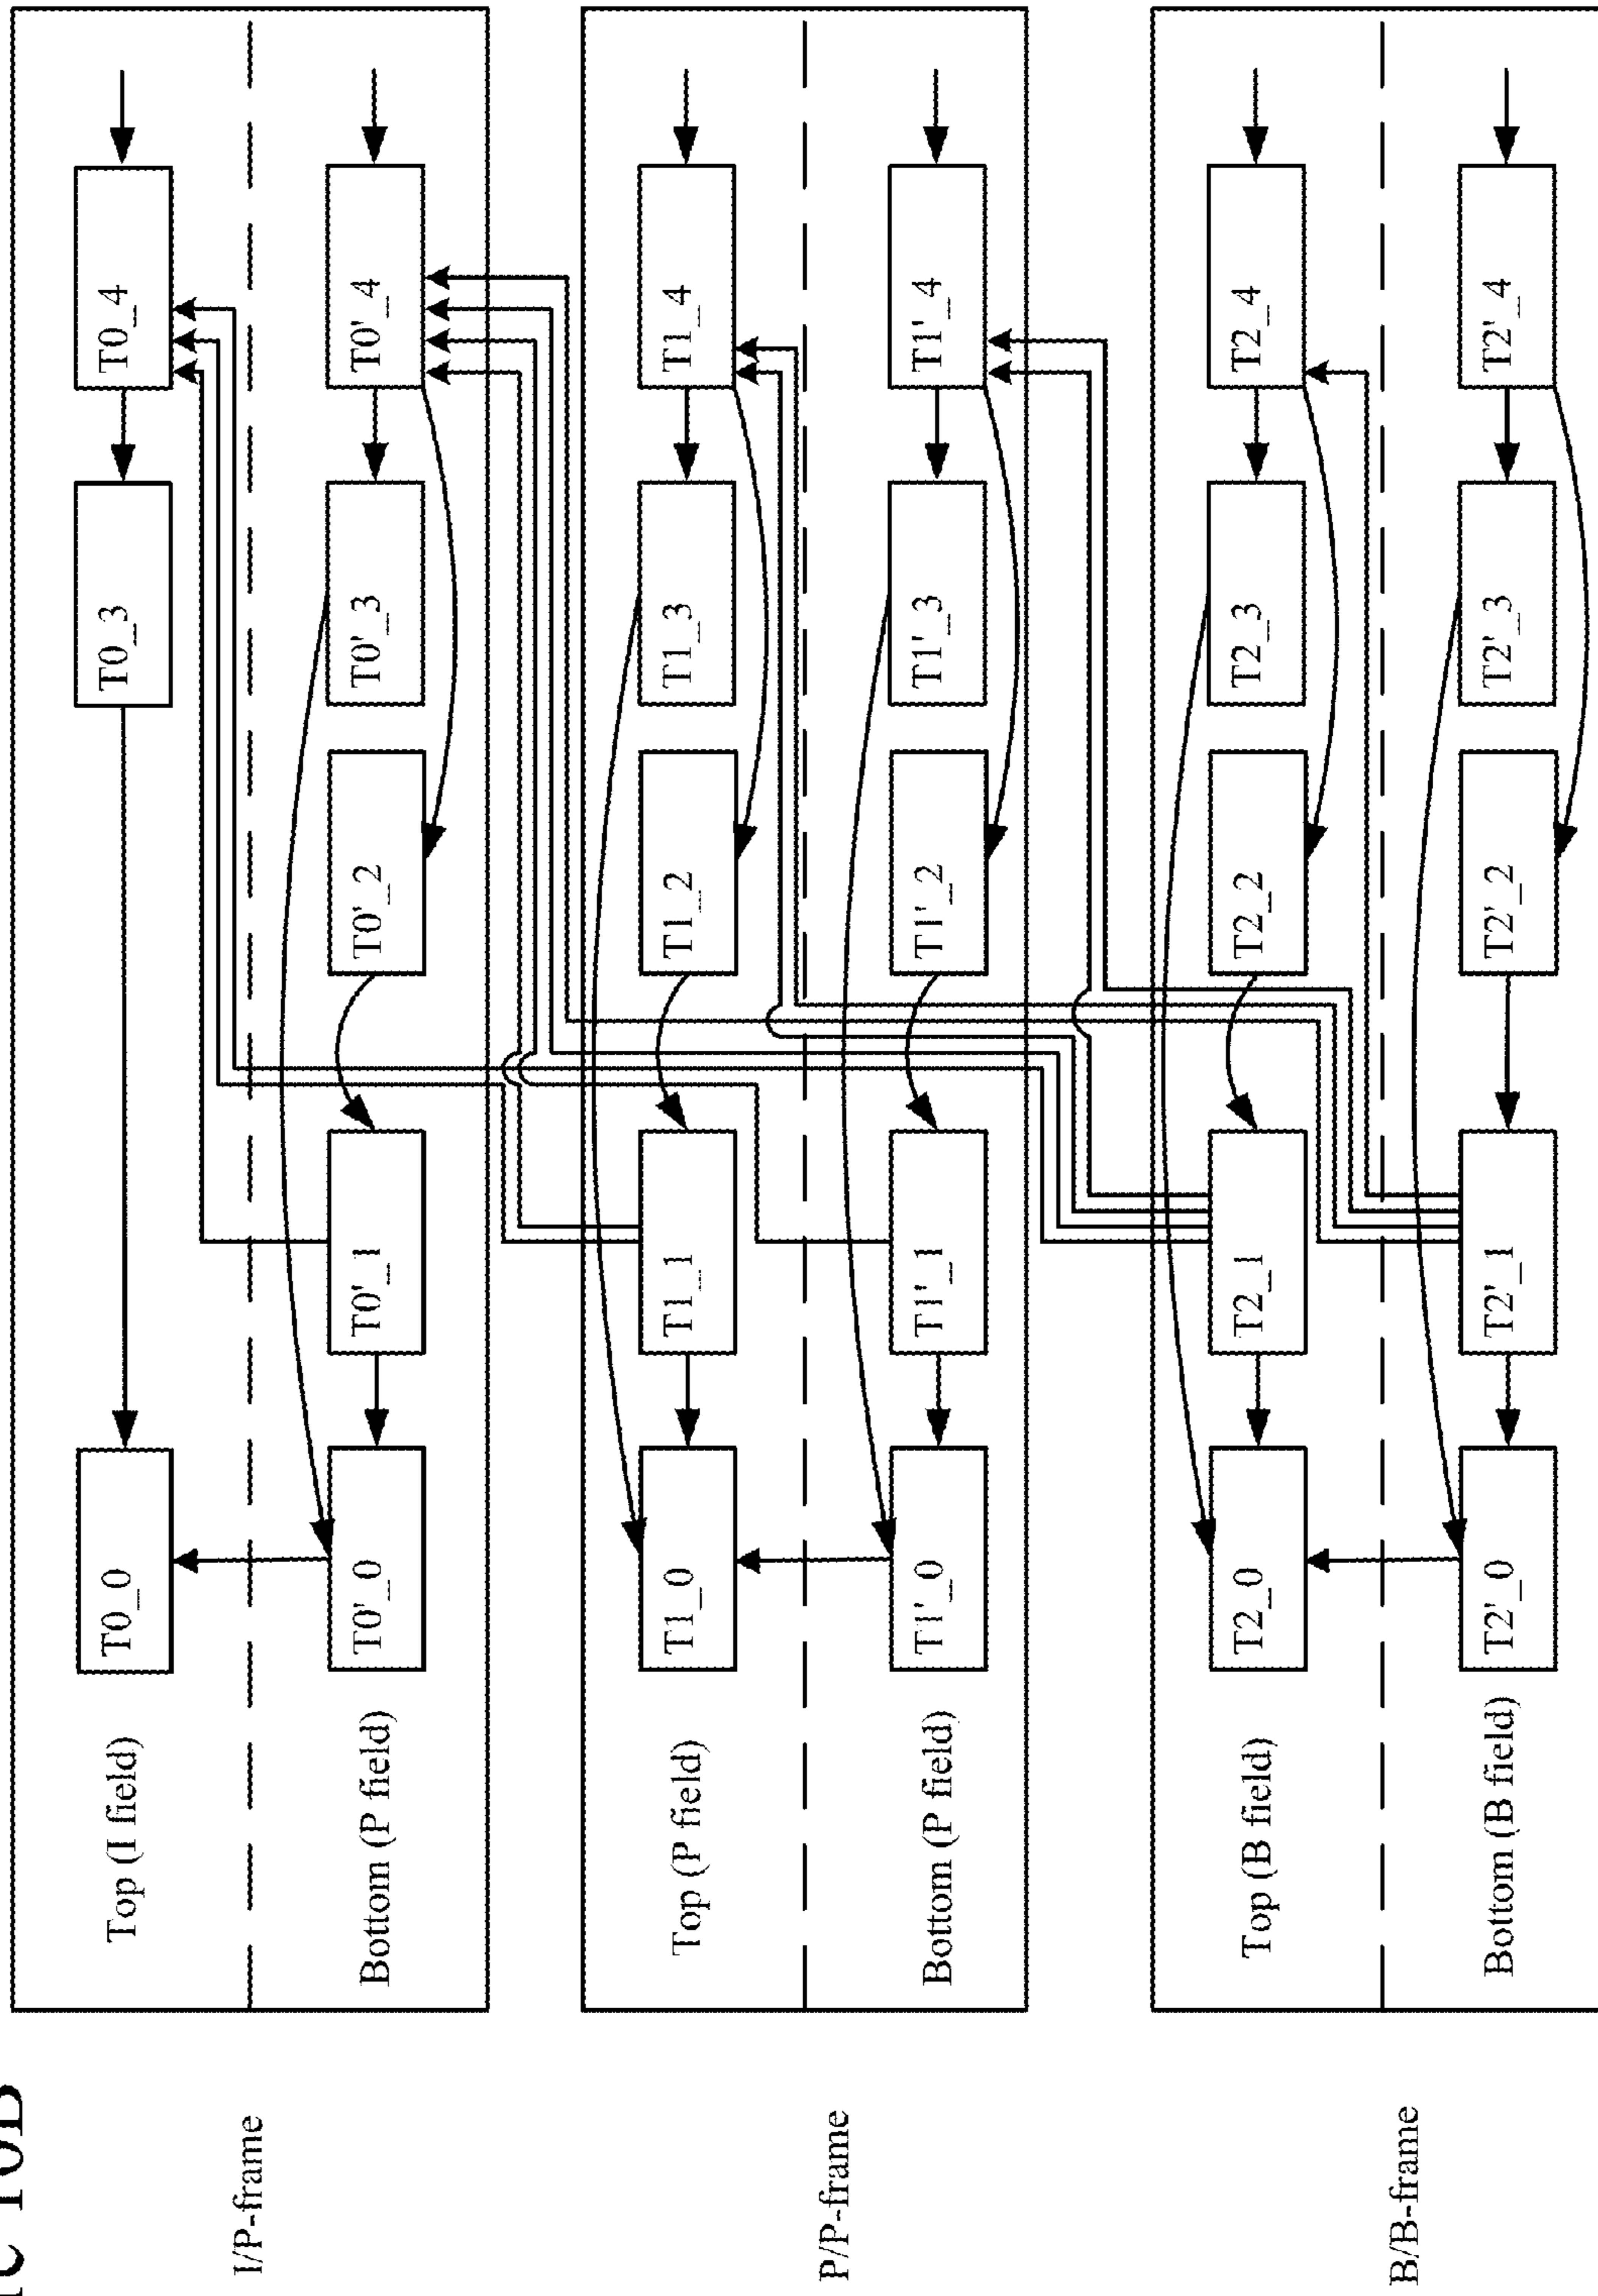 10B
I/P-frame
Top (I field)
T0_0
T0_3
T0_4
Bottom (P field)
T0'_0
T0'_1
T0'_2
T0'_3
T0'_4
P/P-frame
Top (P field)
T1_0
T1_1
T1_2
T1_3
T1_4
Bottom (P field)
T1'_0
T1'_1
T1'_2
T1'_3
T1'_4
B/B-frame
Top (B field)
T2_0
T2_1
T2_2
T2_3
T2_4
Bottom (B field)
T2'_0
T2'_1
T2'_2
T2'_3
T2'_4